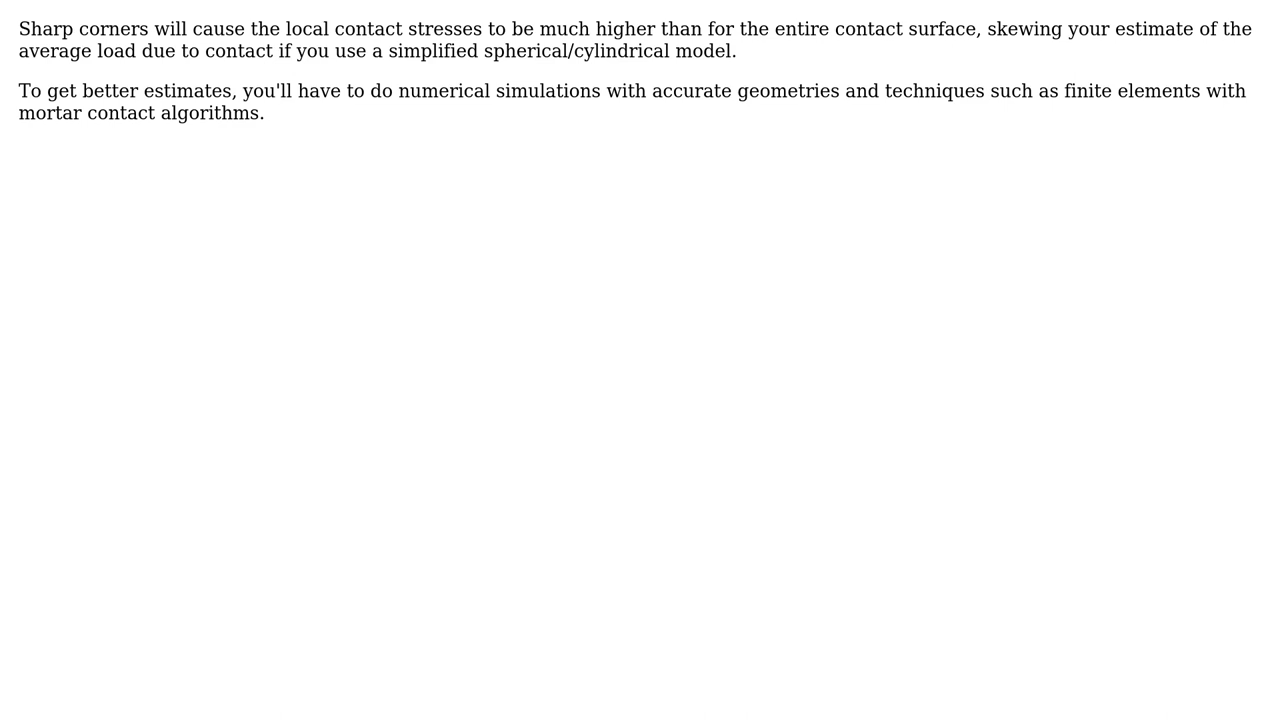 Sharp corners will cause the local contact stresses to be much higher than for the entire contact surface, skewing your estimate of the
average load due to contact if you use a simplified spherical/cylindrical model.
To get better estimates, you'll have to do numerical simulations with accurate geometries and techniques such as finite elements with
mortar contact algorithms.